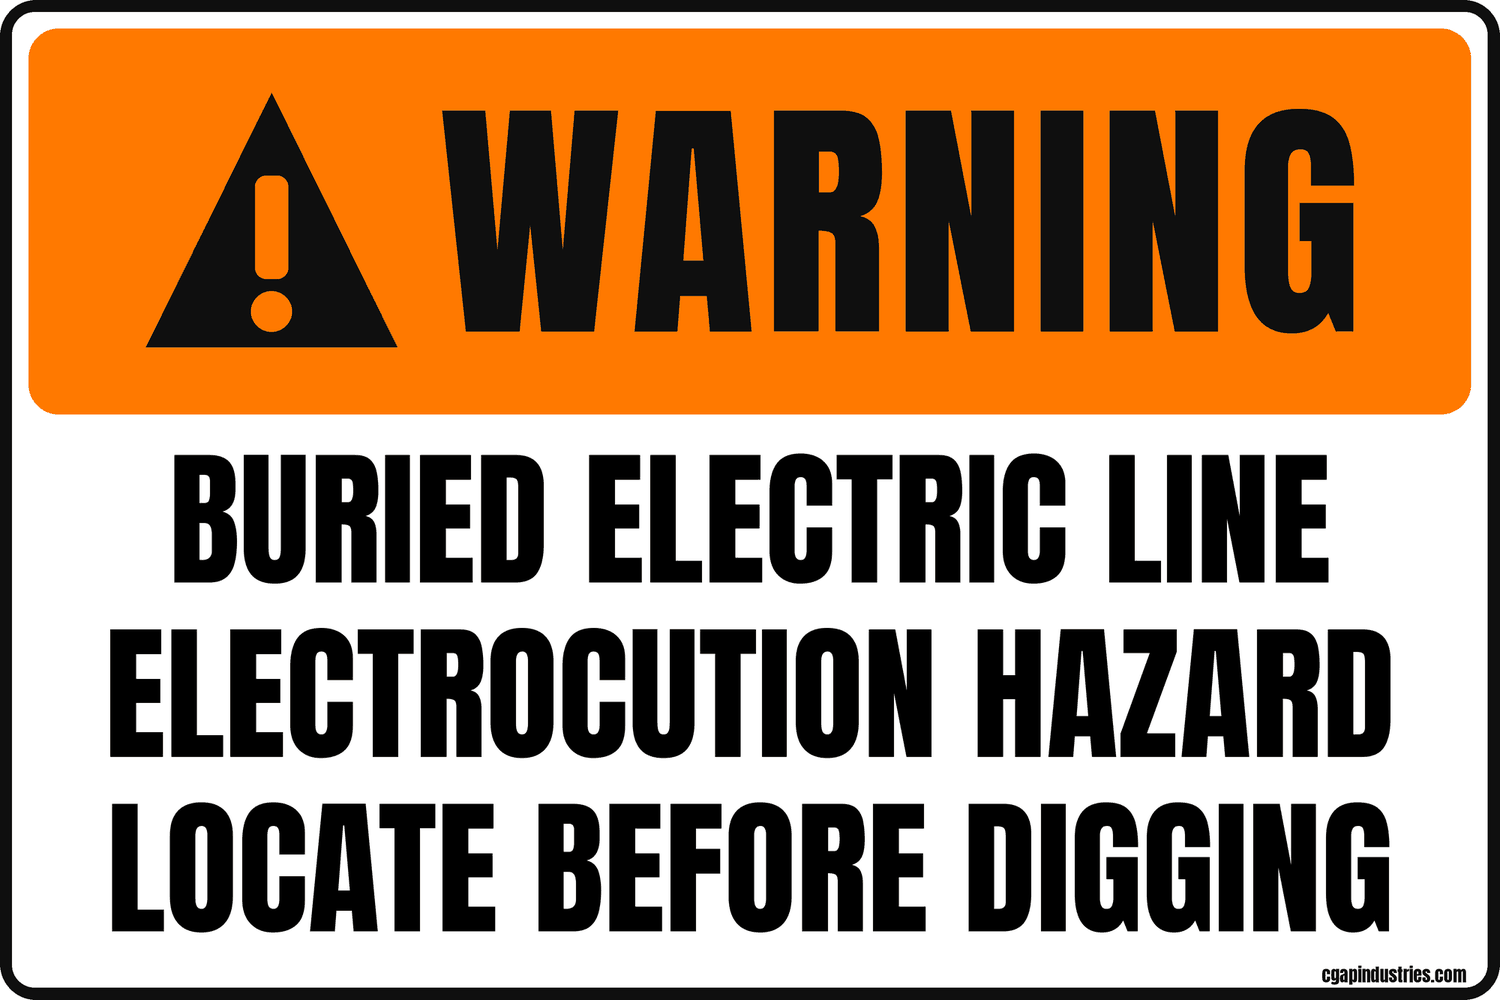 WARNING
BURIED ELECTRIC LINE
ELECTROCUTION HAZARD
LOCATE BEFORE DIGGING
cgapindustries.com